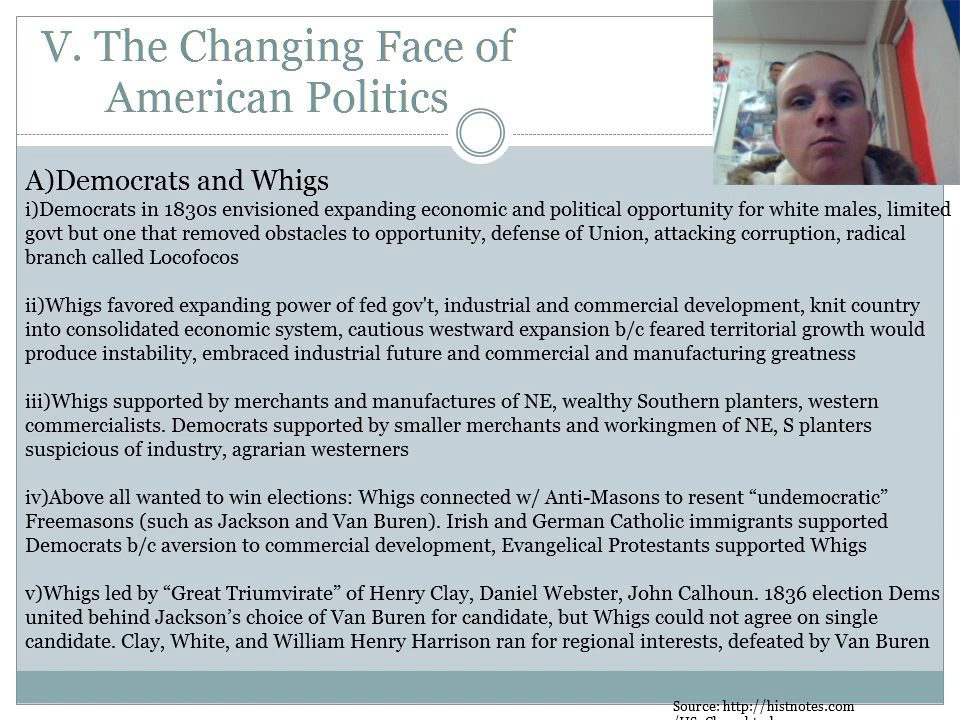 V. The Changing Face of
American Politics
A)Democrats and Whigs
i)Democrats in 1830s envisioned expanding economic and political opportunity for white males, limited
govt but one that removed obstacles to opportunity, defense of Union, attacking corruption, radical
branch called Locofocos
ii)Whigs favored expanding power of fed gov't, industrial and commercial development, knit country
into consolidated economic system, cautious westward expansion b/c feared territorial growth would
produce instability, embraced industrial future and commercial and manufacturing greatness
iii)Whigs supported by merchants and manufactures of NE, wealthy Southern planters, western
commercialists. Democrats supported by smaller merchants and workingmen of NE, S planters
suspicious of industry, agrarian westerners
iv)Above all wanted to win elections: Whigs connected w/ Anti-Masons to resent “undemocratic”
Freemasons (such as Jackson and Van Buren). Irish and German Catholic immigrants supported
Democrats b/c aversion to commercial development, Evangelical Protestants supported Whigs
v)Whigs led by “Great Triumvirate” of Henry Clay, Daniel Webster, John Calhoun. 1836 election Dems
united behind Jackson’s choice of Van Buren for candidate, but Whigs could not agree on single
candidate. Clay, White, and William Henry Harrison ran for regional interests, defeated by Van Buren
Source: http://histnotes.com